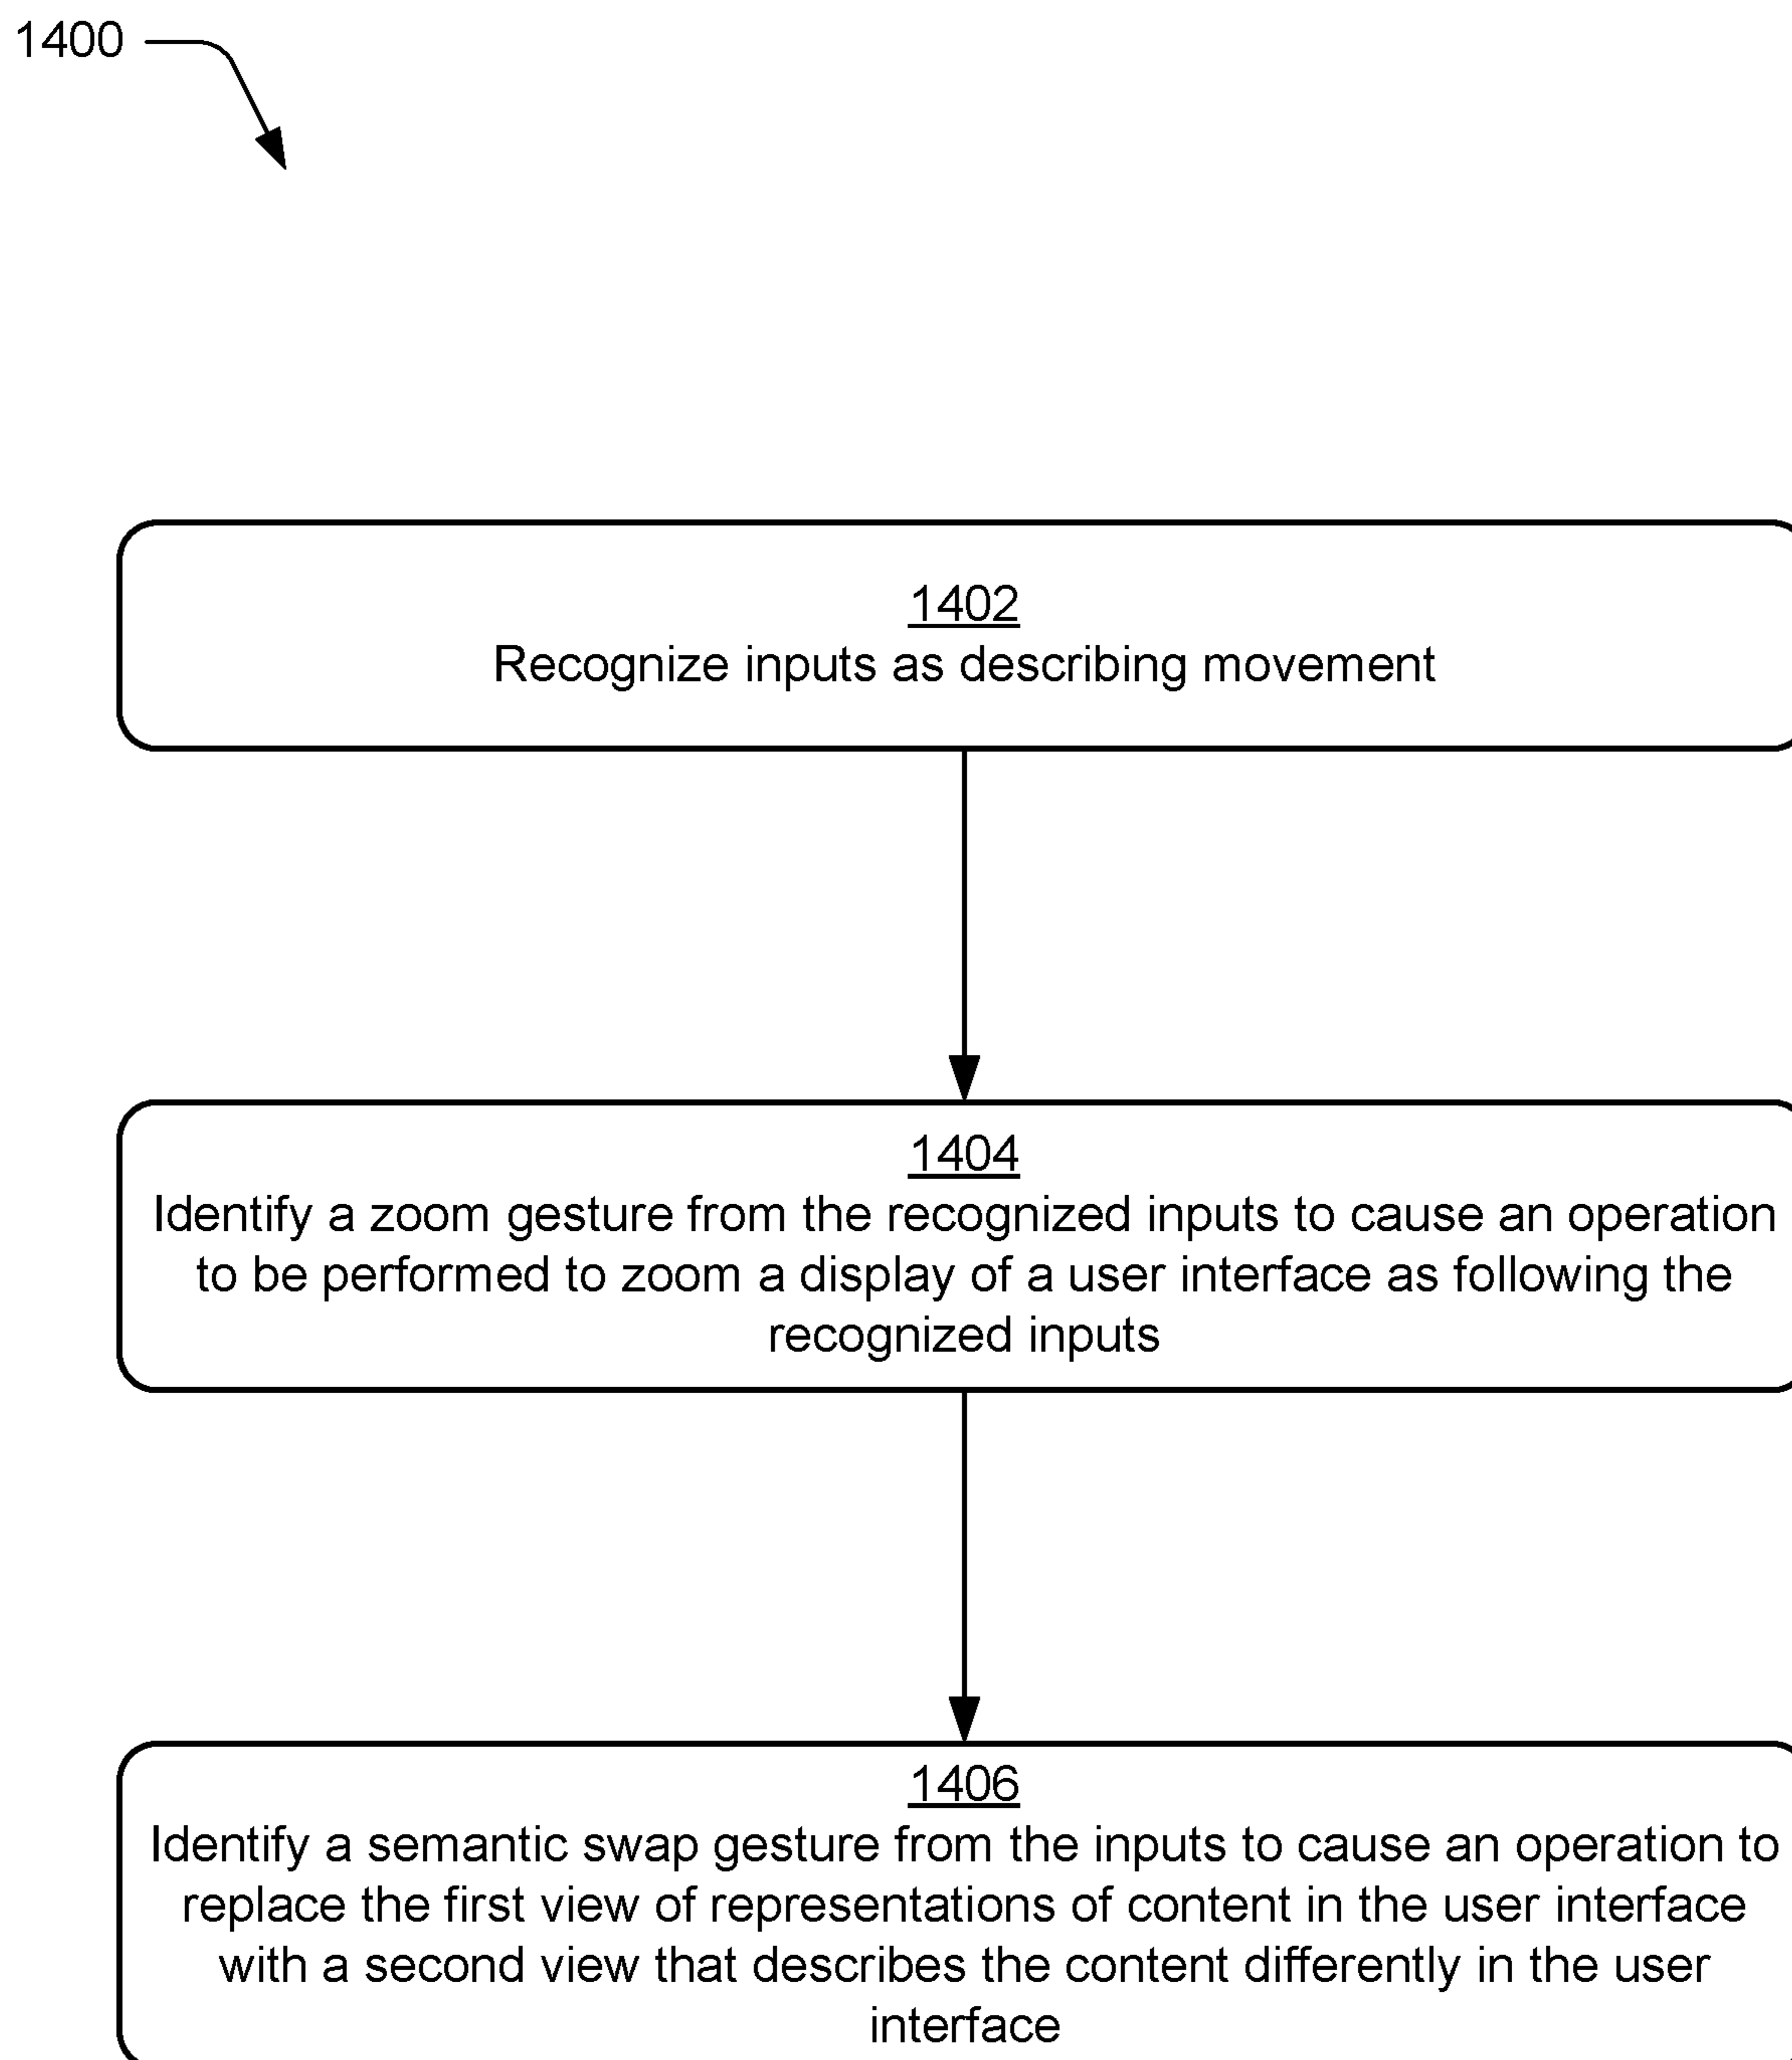 1400
1402
Recognize inputs as describing movement
1404
Identify a zoom gesture from the recognized inputs to cause an operation
to be performed to zoom a display of a user interface as following the
recognized inputs
1406
Identify a semantic swap gesture from the inputs to cause an operation to
replace the first view of representations of content in the user interface
with a second view that describes the content differently in the user
interface